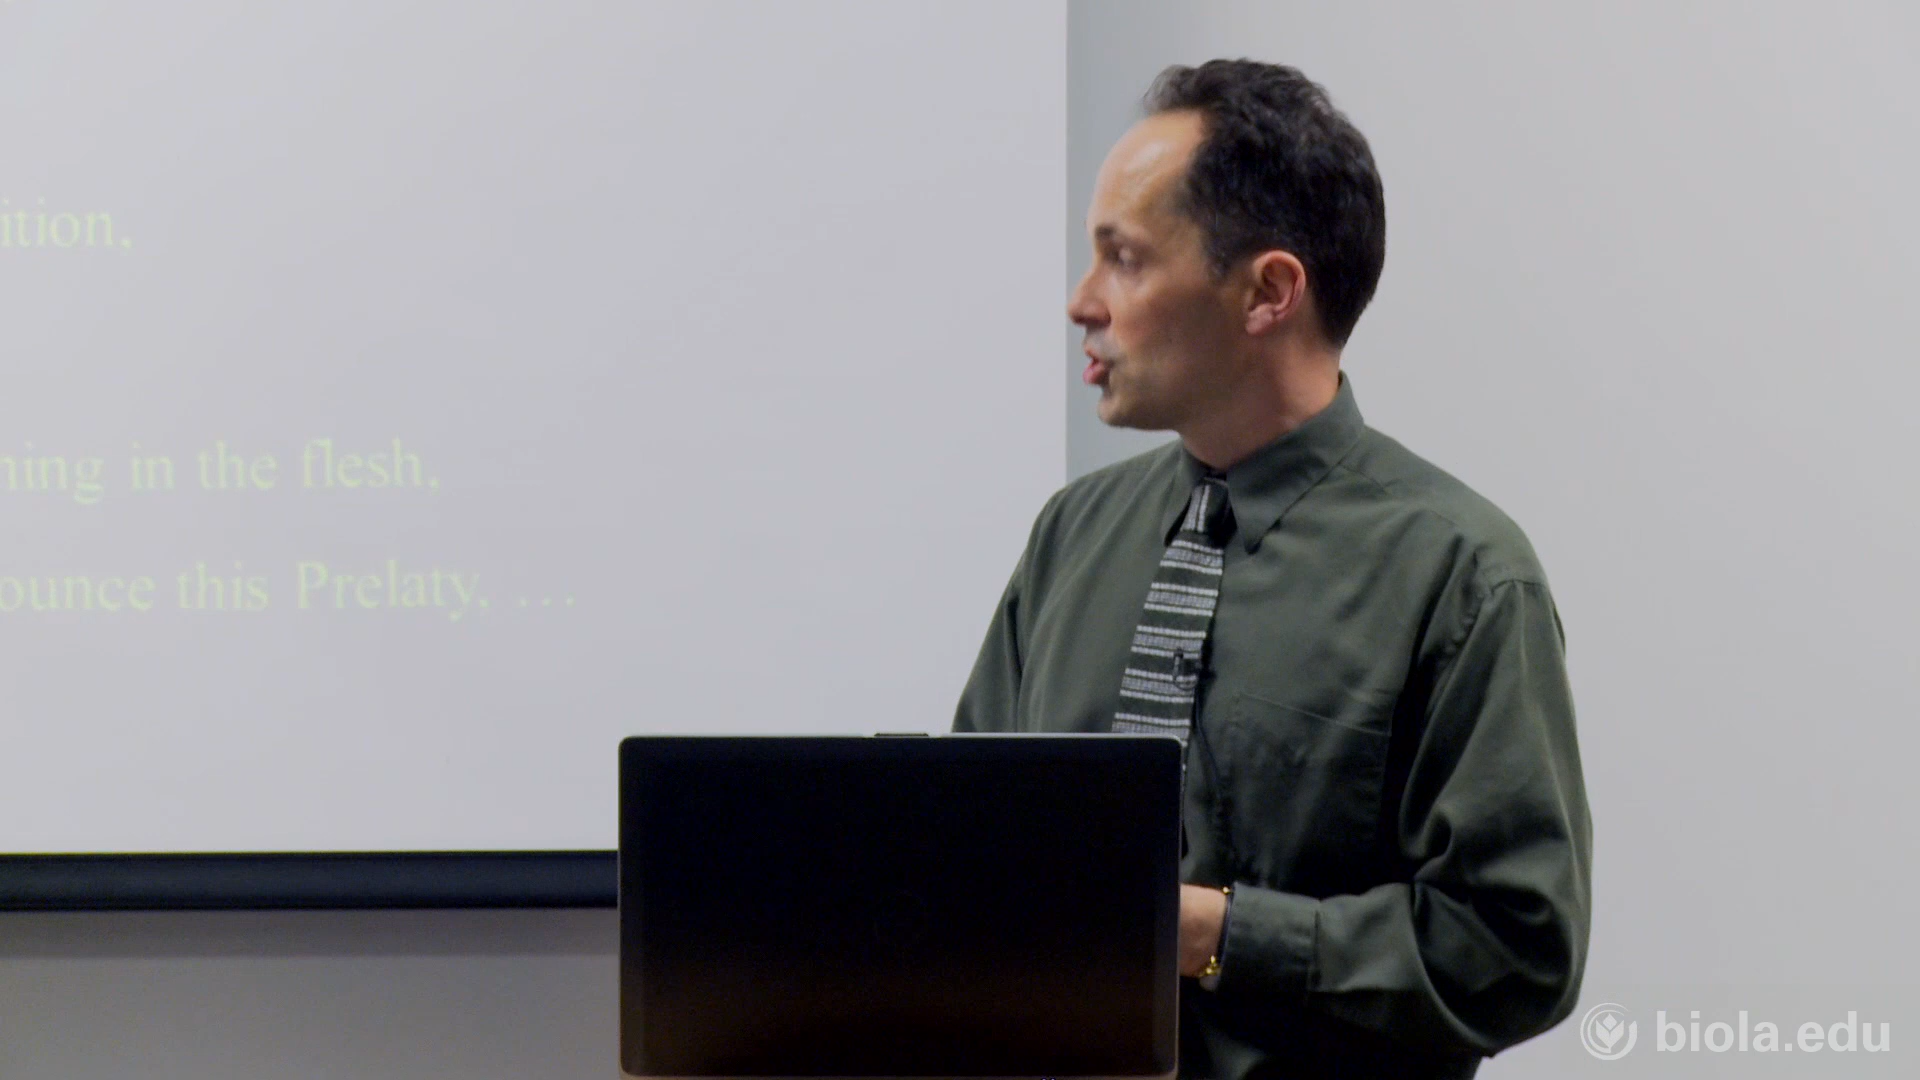 ition,
ning in the flesh,
ounce this Prelaty. …
biola.edu